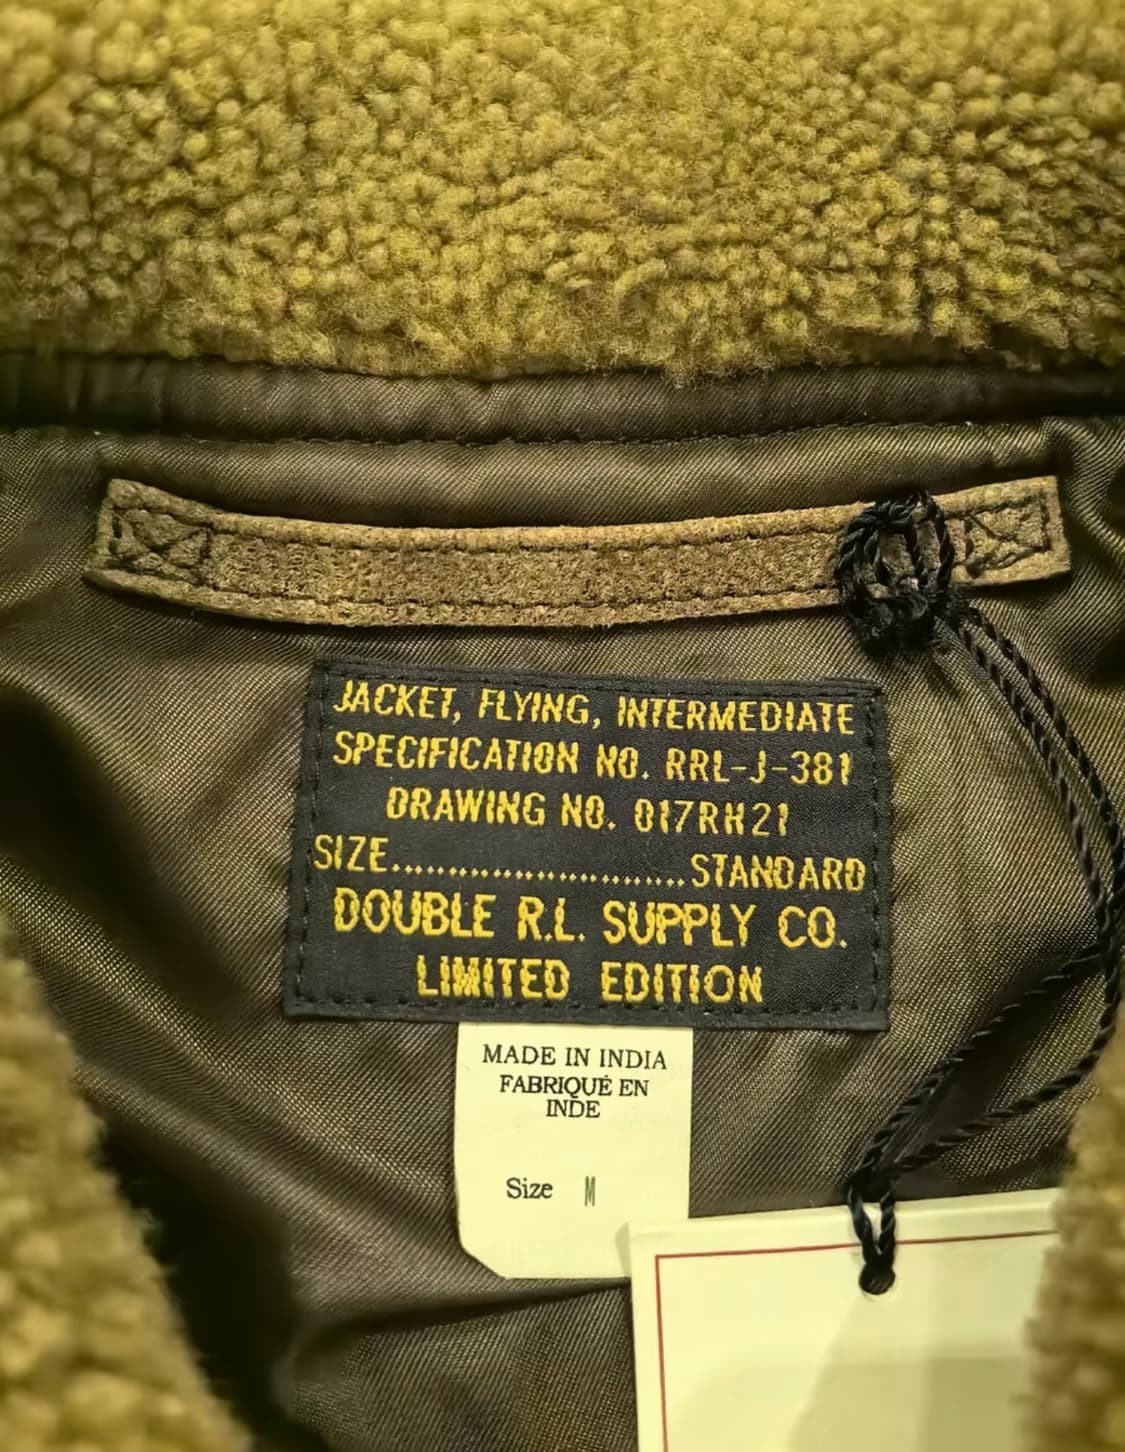 JACKET, FLYING, INTERMEDIATE
SPECIFICATION NO. RRL-J-381
DRAWING NO. 017RH21
SIZE..........................STANDARD
DOUBLE R.L. SUPPLY CO.
LIMITED EDITION
MADE IN INDIA
FABRIQUÉ EN
INDE
Size M